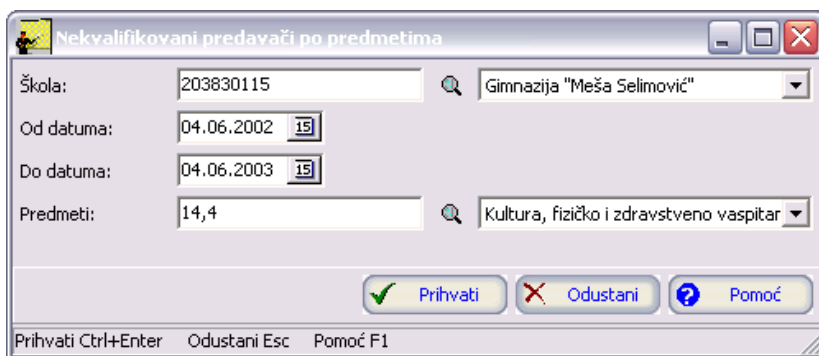 Nekvalifikovani predavači po predmetima
Škola: 203830115 Gimnazija "Meša Selimović"
Od datuma: 04.06.2002 15
Do datuma: 04.06.2003 15
Predmeti: 14,4 Kultura, fizičko i zdravstveno vaspitar
Prihvati Odustani ? Pomoć
Prihvati Ctrl+Enter Odustani Esc Pomoć F1